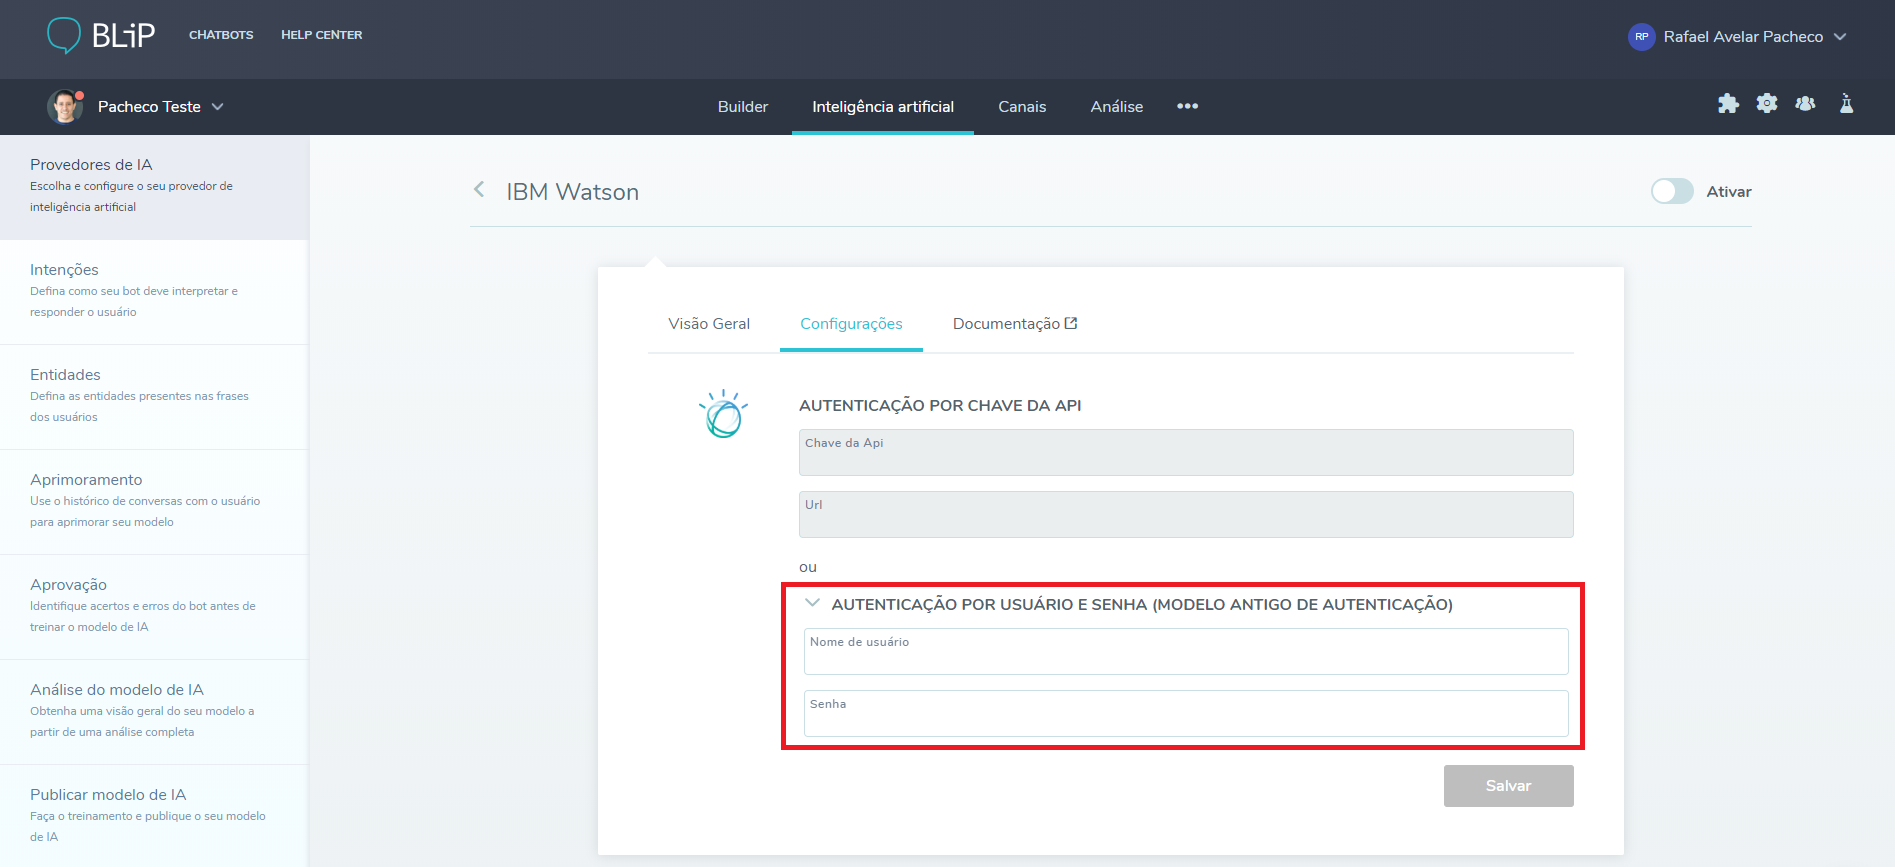 BLiP
CHATBOTS
HELP CENTER
RP
Rafael Avelar Pacheco
Pacheco Teste
Builder
Inteligência artificial
Canais
Análise
Provedores de IA
Escolha e configure o seu provedor de
inteligência artificial
Intenções
Defina como seu bot deve interpretar e
responder o usuário
Entidades
Defina as entidades presentes nas frases
dos usuários
Aprimoramento
Use o histórico de conversas com o usuário
para aprimorar seu modelo
Aprovação
Identifique acertos e erros do bot antes de
treinar o modelo de IA
Análise do modelo de IA
Obtenha uma visão geral do seu modelo a
partir de uma análise completa
Publicar modelo de IA
Faça o treinamento e publique o seu modelo
de IA
IBM Watson
Ativar
Visão Geral
Configurações
Documentação
AUTENTICAÇÃO POR CHAVE DA API
Chave da Api
Url
ou
AUTENTICAÇÃO POR USUÁRIO E SENHA (MODELO ANTIGO DE AUTENTICAÇÃO)
Nome de usuário
Senha
Salvar